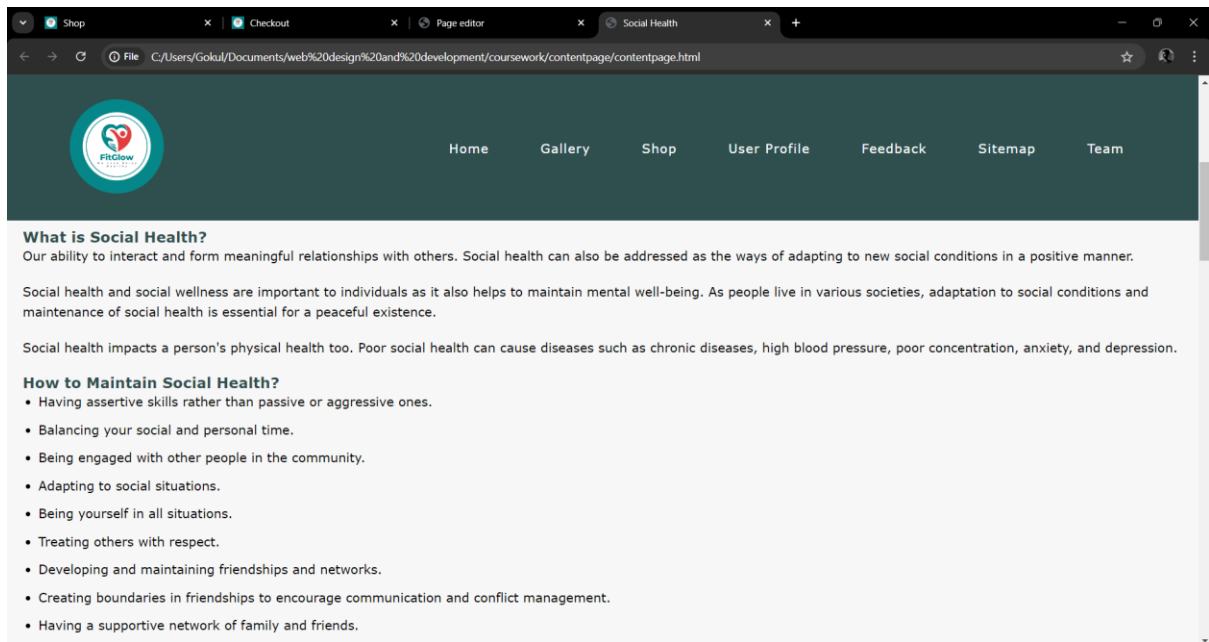 Shop
Checkout
Page editor
Social Health
File C:/Users/Gokul/Documents/web%20design%20and%20development/coursework/contentpage/contentpage.html
FitGlow
Home Gallery Shop User Profile Feedback Sitemap Team
What is Social Health?
Our ability to interact and form meaningful relationships with others. Social health can also be addressed as the ways of adapting to new social conditions in a positive manner.
Social health and social wellness are important to individuals as it also helps to maintain mental well-being. As people live in various societies, adaptation to social conditions and
maintenance of social health is essential for a peaceful existence.
Social health impacts a person's physical health too. Poor social health can cause diseases such as chronic diseases, high blood pressure, poor concentration, anxiety, and depression.
How to Maintain Social Health?
• Having assertive skills rather than passive or aggressive ones.
• Balancing your social and personal time.
• Being engaged with other people in the community.
• Adapting to social situations.
• Being yourself in all situations.
• Treating others with respect.
• Developing and maintaining friendships and networks.
• Creating boundaries in friendships to encourage communication and conflict management.
• Having a supportive network of family and friends.